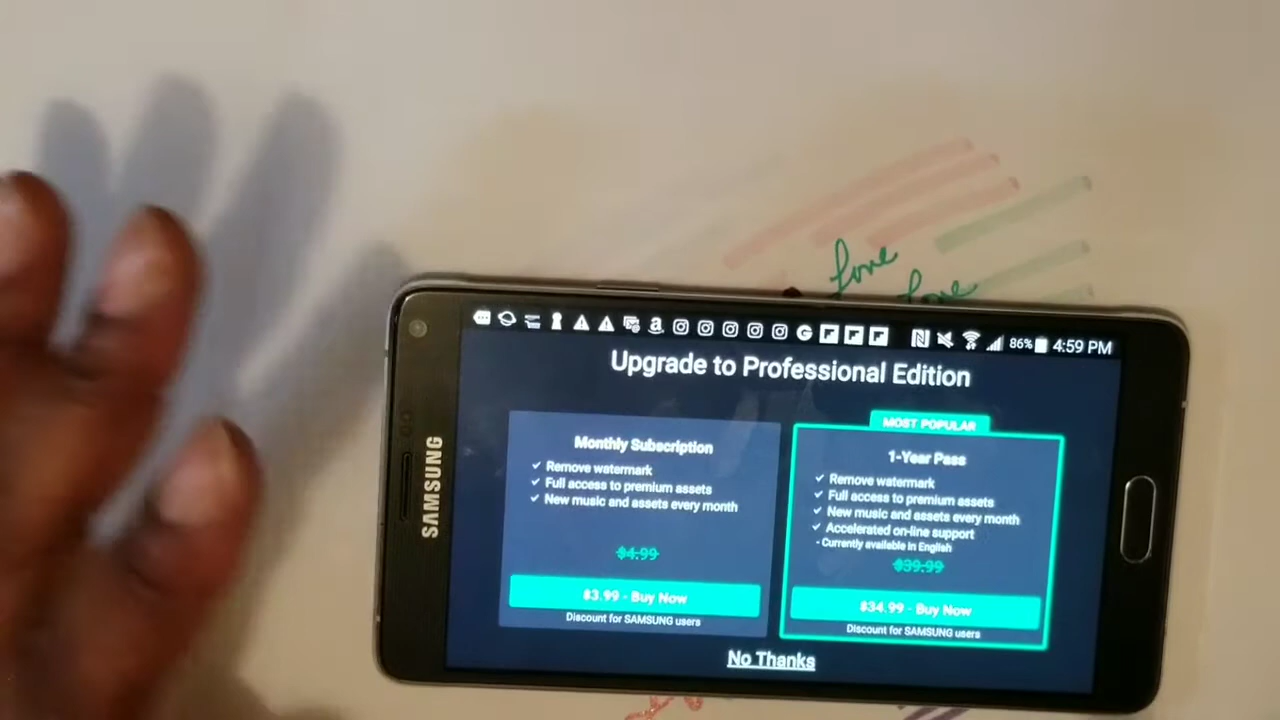 love
love
SAMSUNG
86% 4:59 PM
Upgrade to Professional Edition
Monthly Subscription
✓ Remove watermark
✓ Full access to premium assets
✓ New music and assets every month
$4.99
$3.99 - Buy Now
Discount for SAMSUNG users
MOST POPULAR
1-Year Pass
✓ Remove watermark
✓ Full access to premium assets
✓ New music and assets every month
✓ Accelerated on-line support
- Currently available in English
$39.99
$34.99 - Buy Now
Discount for SAMSUNG users
No Thanks